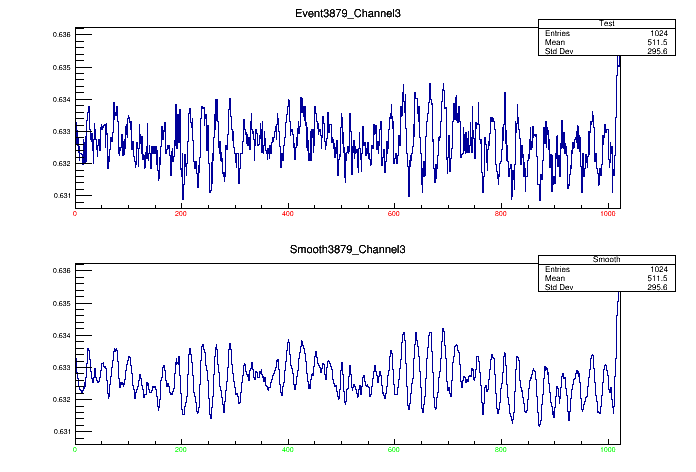 Event3879_Channel3
Test
Entries 1024
Mean 511.5
Std Dev 295.6
0.636
0.635
0.634
0.633
0.632
0.631
0 200 400 600 800 1000
Smooth3879_Channel3
Smooth
Entries 1024
Mean 511.5
Std Dev 295.6
0.636
0.635
0.634
0.633
0.632
0.631
0 200 400 600 800 1000